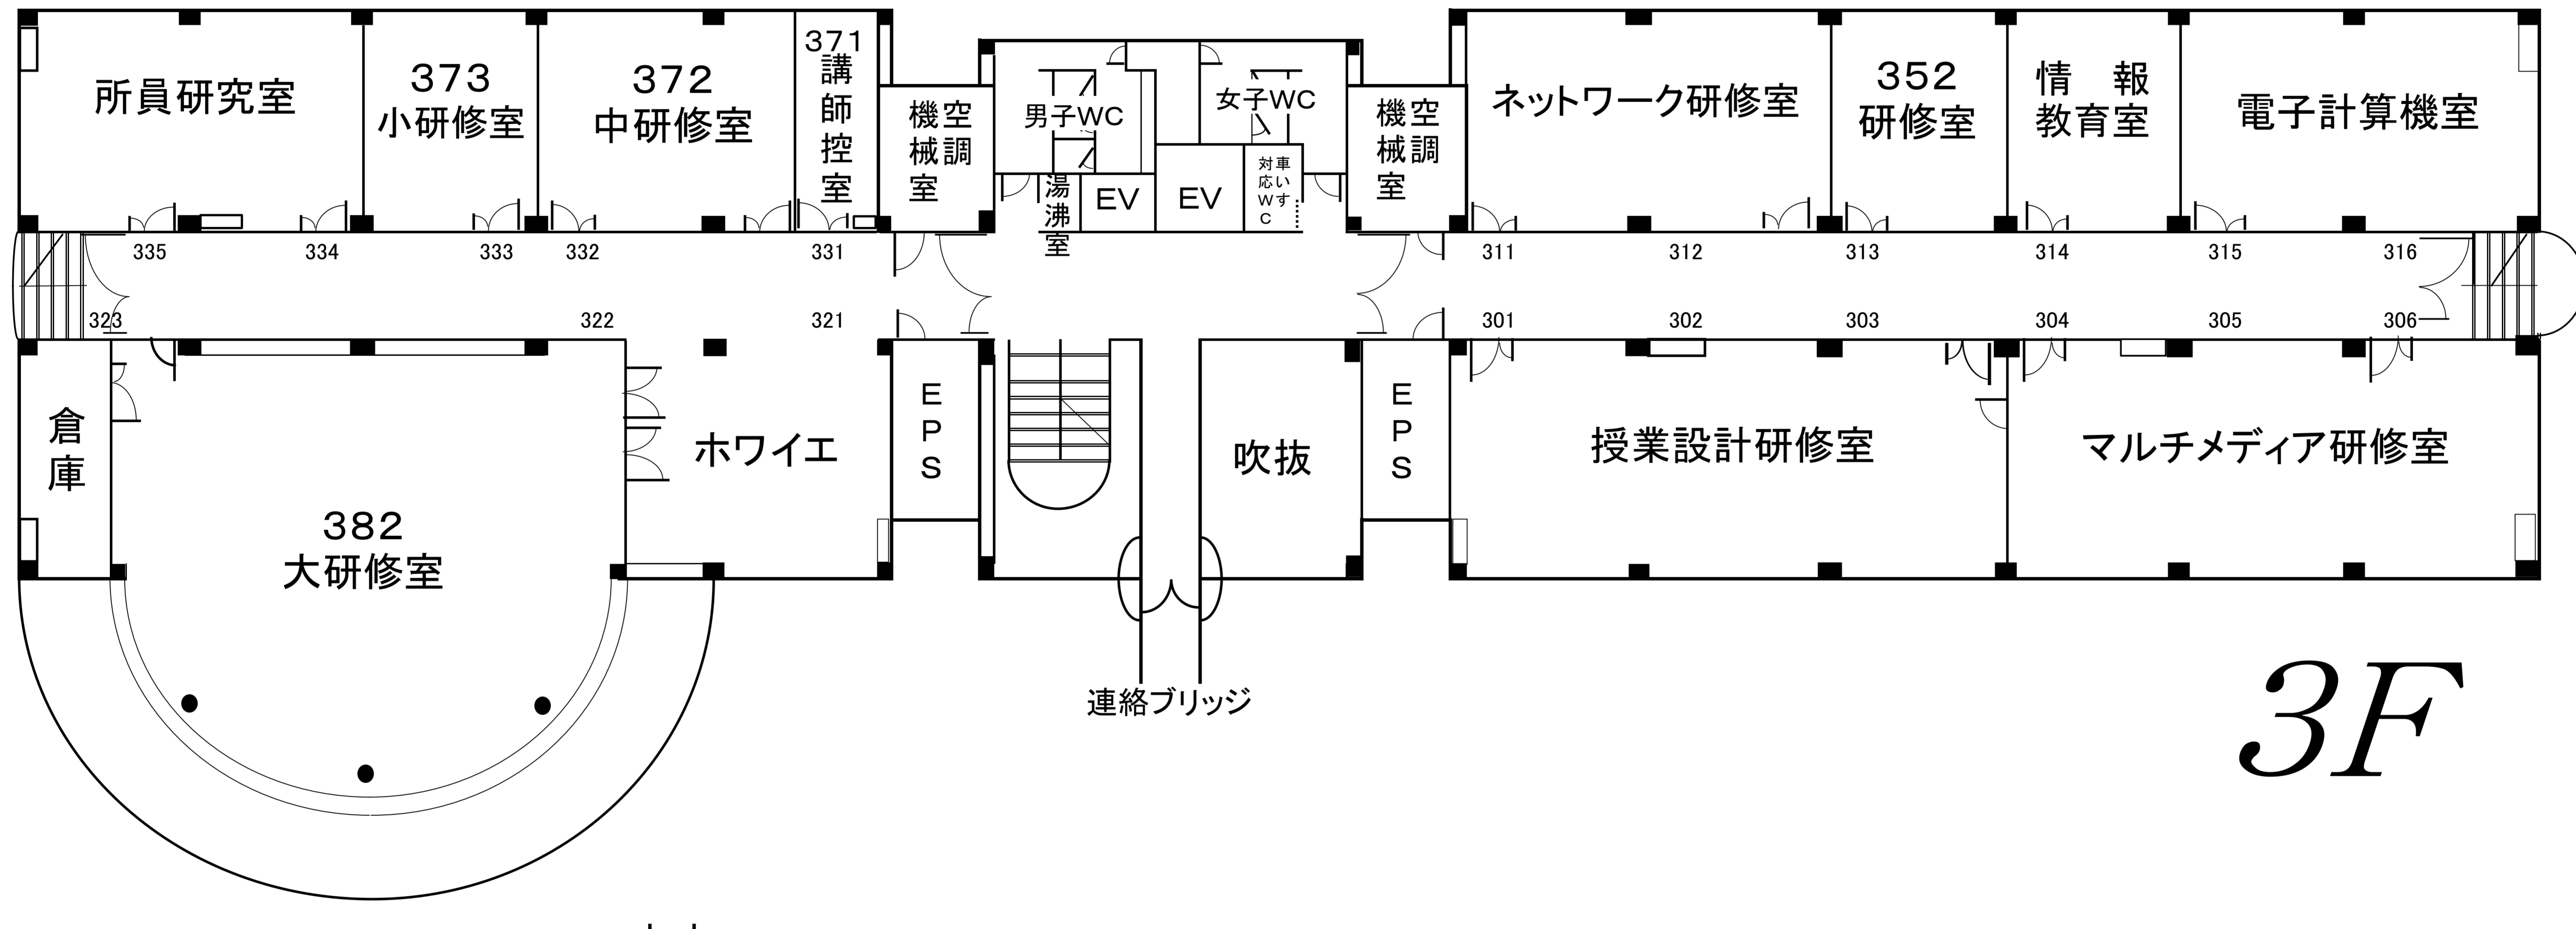 所員研究室
373
小研修室
372
中研修室
371
講師控室
空調
機械室
男子WC
女子WC
湯沸室
EV
EV
車いす
対応WC
空調
機械室
ネットワーク研修室
352
研修室
情 報
教育室
電子計算機室
335
334
333
332
331
311
312
313
314
315
316
323
322
321
301
302
303
304
305
306
倉庫
382
大研修室
ホワイエ
EPS
吹抜
EPS
授業設計研修室
マルチメディア研修室
連絡ブリッジ
3F